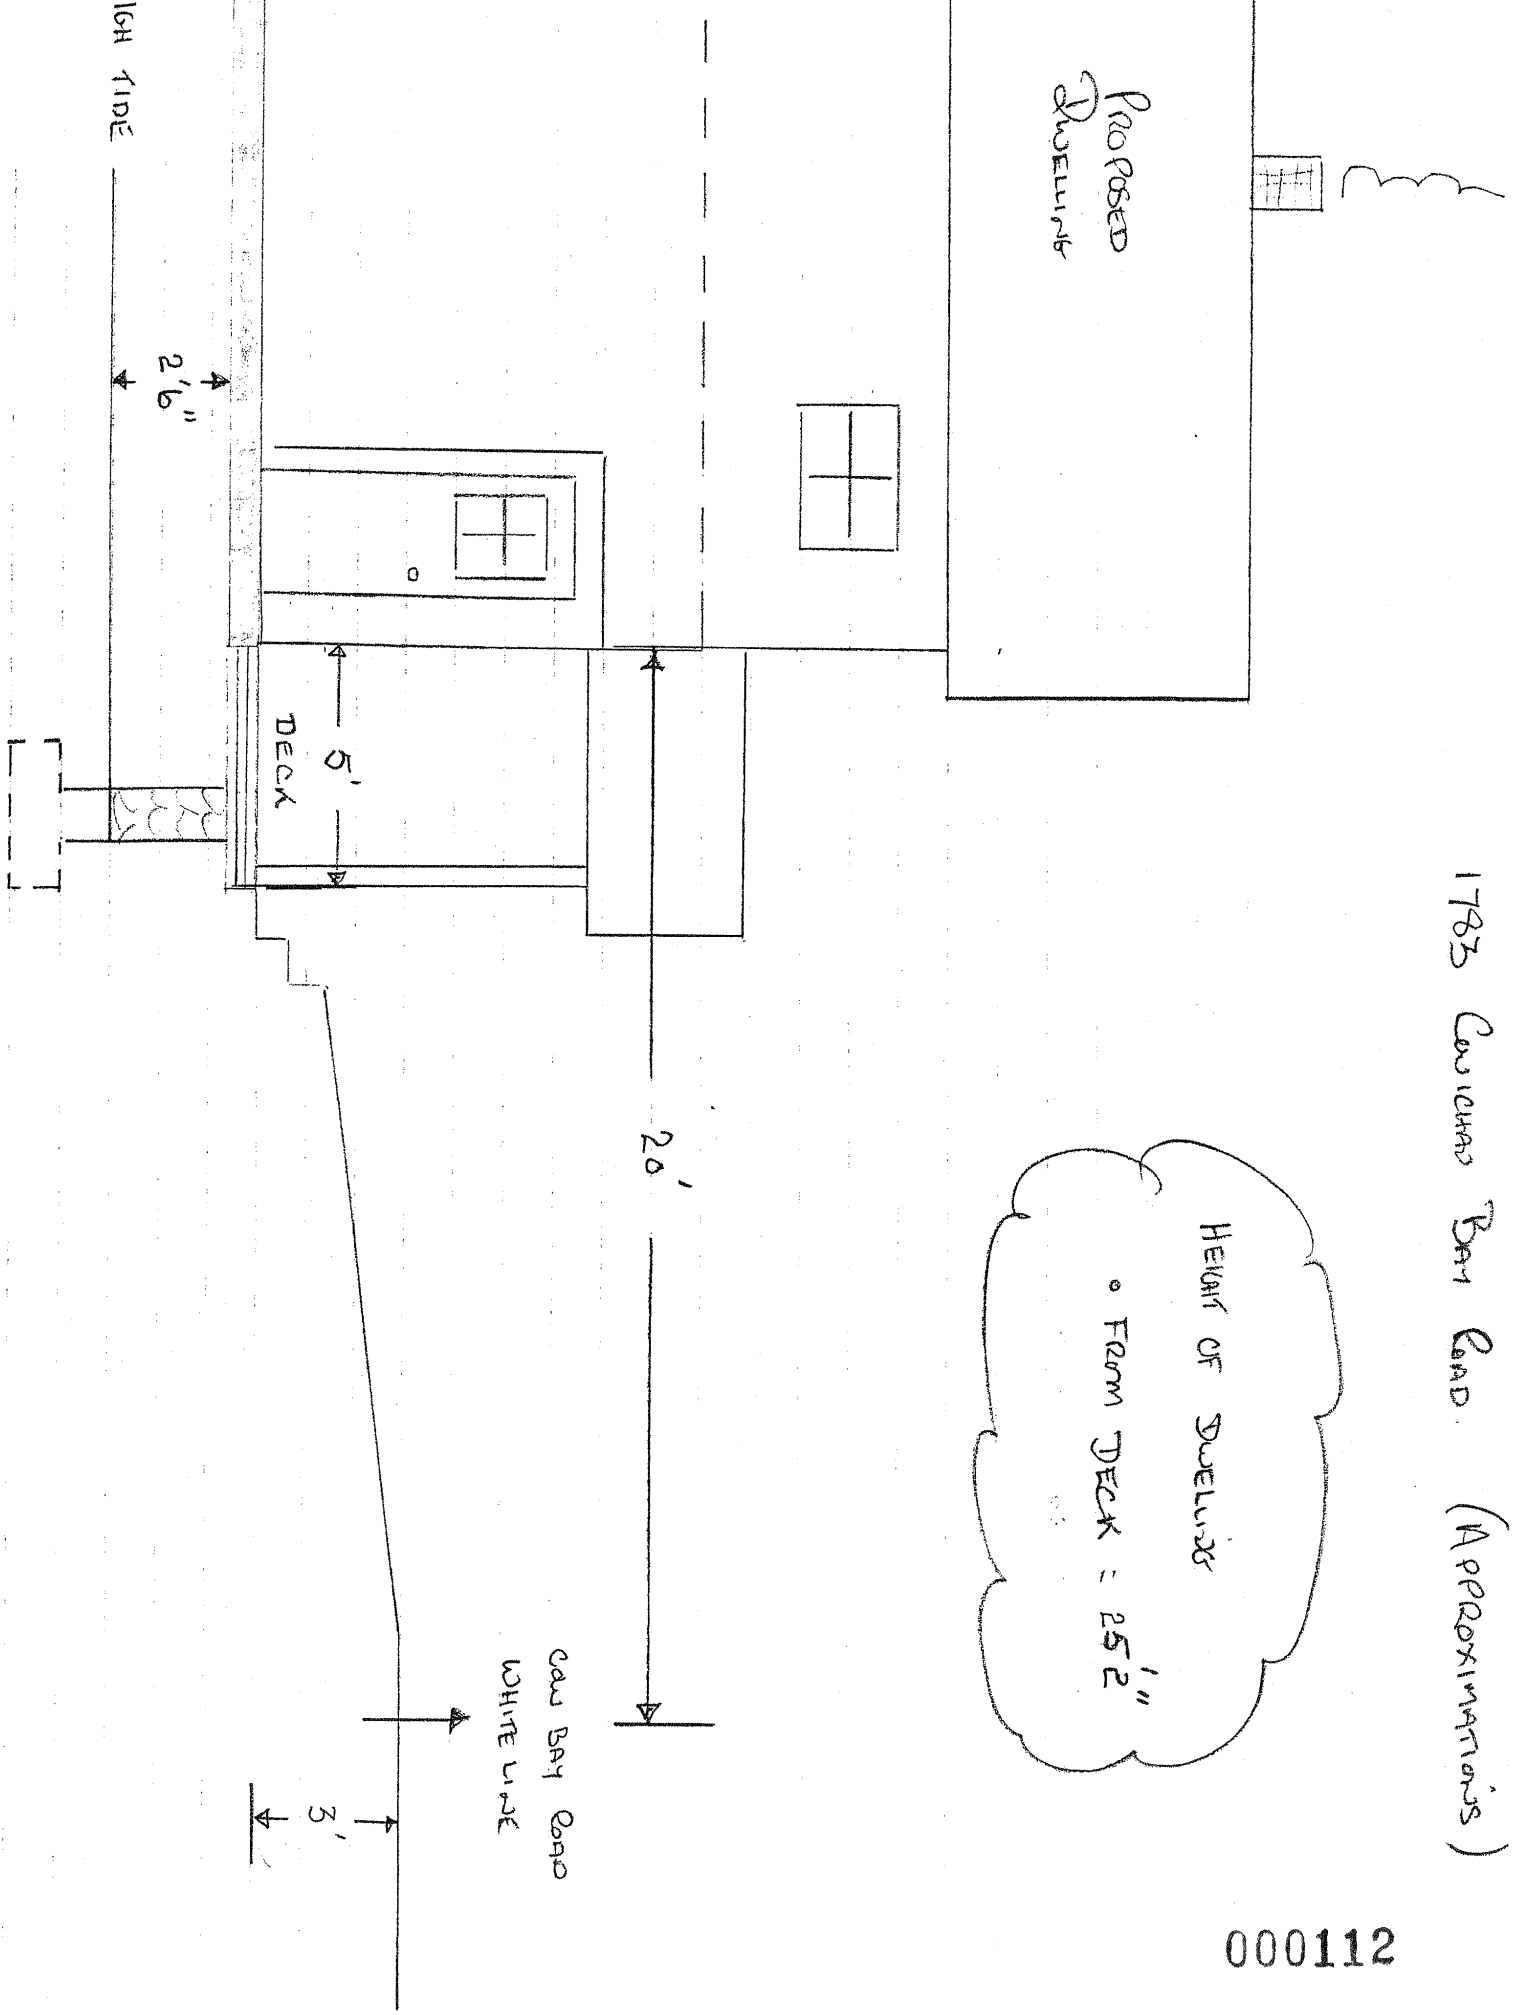 1783 COWICHAN BAY ROAD. (APPROXIMATIONS)
PROPOSED
DWELLING
HEIGHT OF DWELLING
• FROM DECK : 25'2"
20'
COW BAY ROAD
WHITE LINE
5'
DECK
3'
2'6"
IGH TIDE
000112